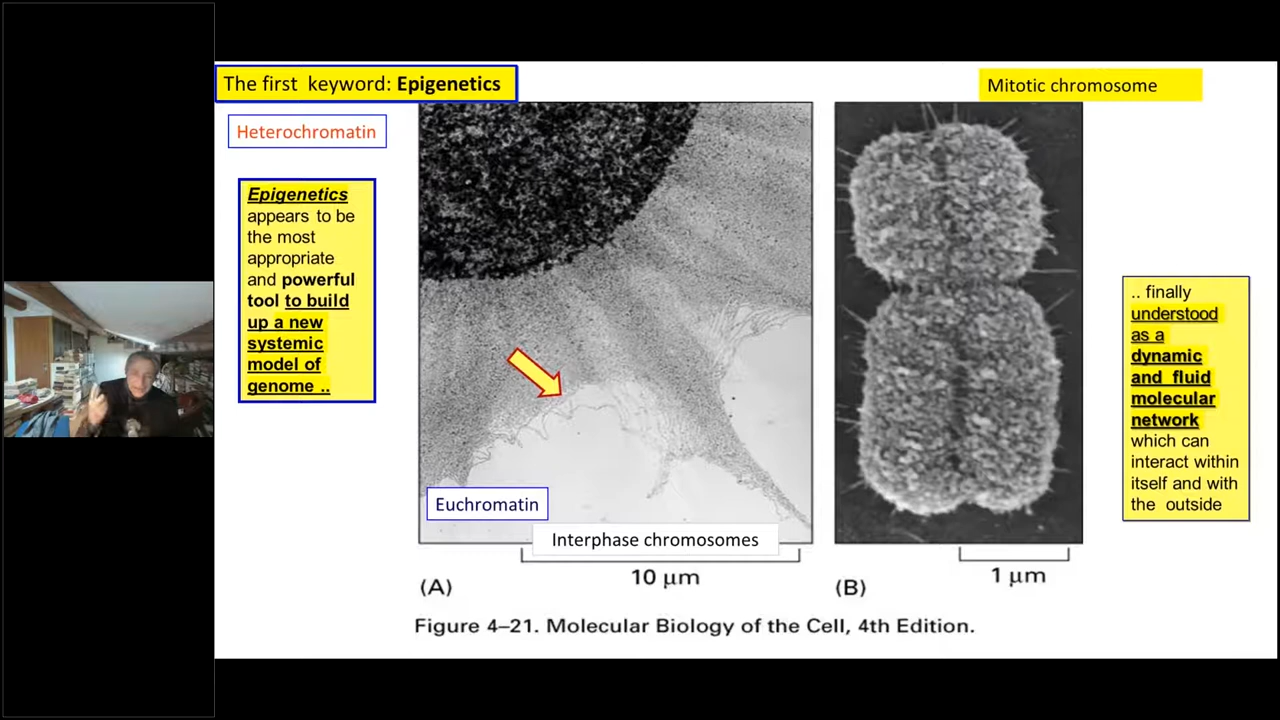 The first keyword: Epigenetics
Mitotic chromosome
Heterochromatin
Epigenetics
appears to be
the most
appropriate
and powerful
tool to build
up a new
systemic
model of
genome ..
.. finally
understood
as a
dynamic
and fluid
molecular
network
which can
interact within
itself and with
the outside
Euchromatin
Interphase chromosomes
10 µm
1 µm
(A)
(B)
Figure 4–21. Molecular Biology of the Cell, 4th Edition.